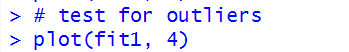 > # test for outliers
> plot(fit1, 4)